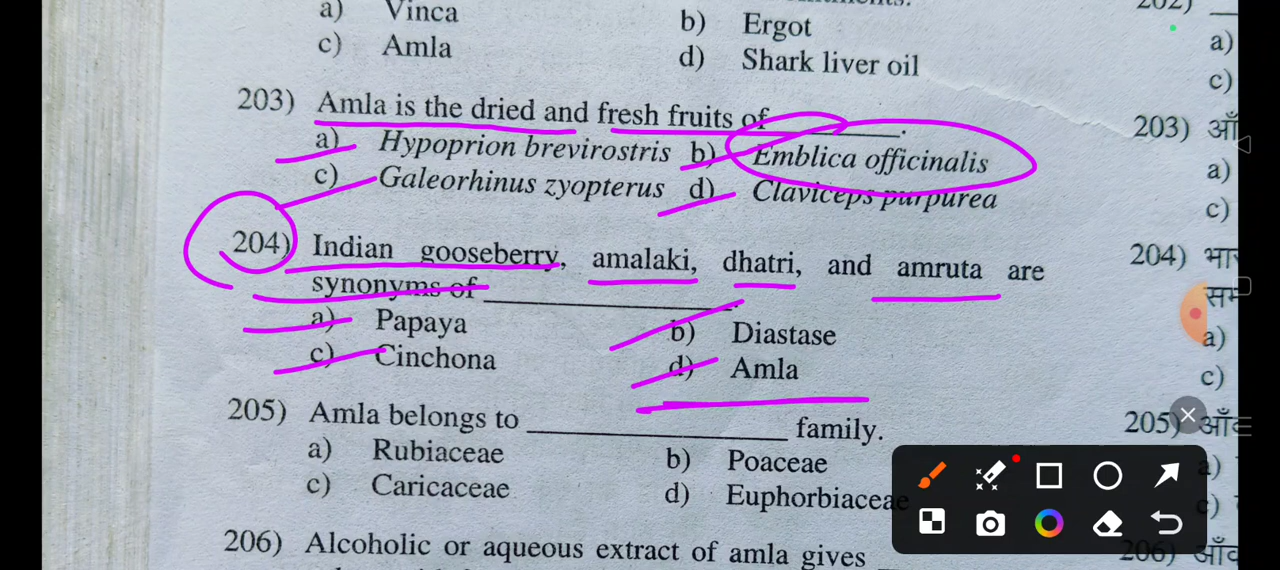 a) Vinca
b) Ergot
c) Amla
d) Shark liver oil
203) Amla is the dried and fresh fruits of ________.
a) Hypoprion brevirostris b) Emblica officinalis
c) Galeorhinus zyopterus d) Claviceps purpurea
204) Indian gooseberry, amalaki, dhatri, and amruta are
synonyms of ________.
a) Papaya b) Diastase
c) Cinchona d) Amla
205) Amla belongs to ________ family.
a) Rubiaceae b) Poaceae
c) Caricaceae d) Euphorbiaceae
206) Alcoholic or aqueous extract of amla gives
202)
a)
c)
203) आँ
a)
c)
204)
a)
c)
205) आँ
a)
c)
206) आँ